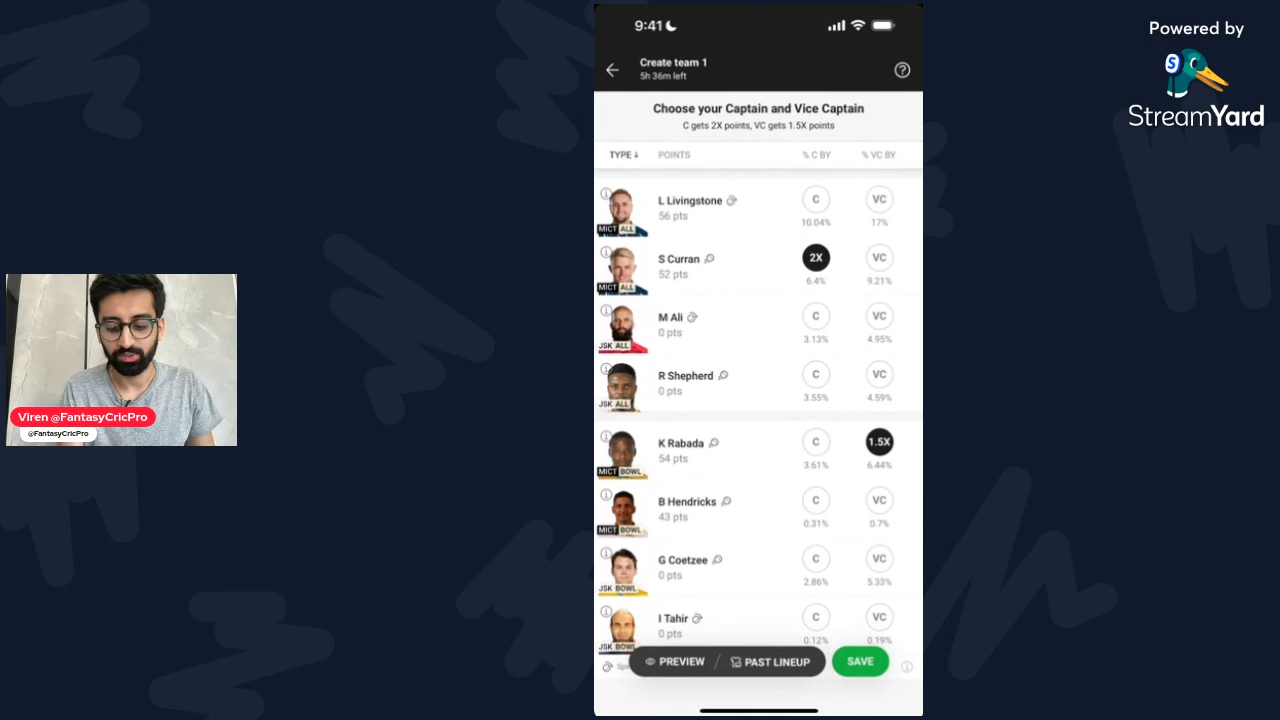 Powered by
S
StreamYard
9:41
Create team 1
5h 36m left
Choose your Captain and Vice Captain
C gets 2X points, VC gets 1.5X points
TYPE ↓ POINTS % C BY % VC BY
L Livingstone C VC
56 pts
MICT ALL 10.04% 17%
S Curran 2X VC
52 pts
MICT ALL 6.4% 9.21%
M Ali C VC
0 pts
JSK ALL 3.13% 4.95%
R Shepherd C VC
0 pts
JSK ALL 3.55% 4.59%
K Rabada C 1.5X
54 pts
MICT BOWL 3.61% 6.44%
B Hendricks C VC
43 pts
MICT BOWL 0.31% 0.7%
G Coetzee C VC
0 pts
JSK BOWL 2.86% 5.33%
I Tahir C VC
0 pts
JSK BOWL 0.12% 0.19%
PREVIEW / PAST LINEUP SAVE
Viren @FantasyCricPro
@FantasyCricPro